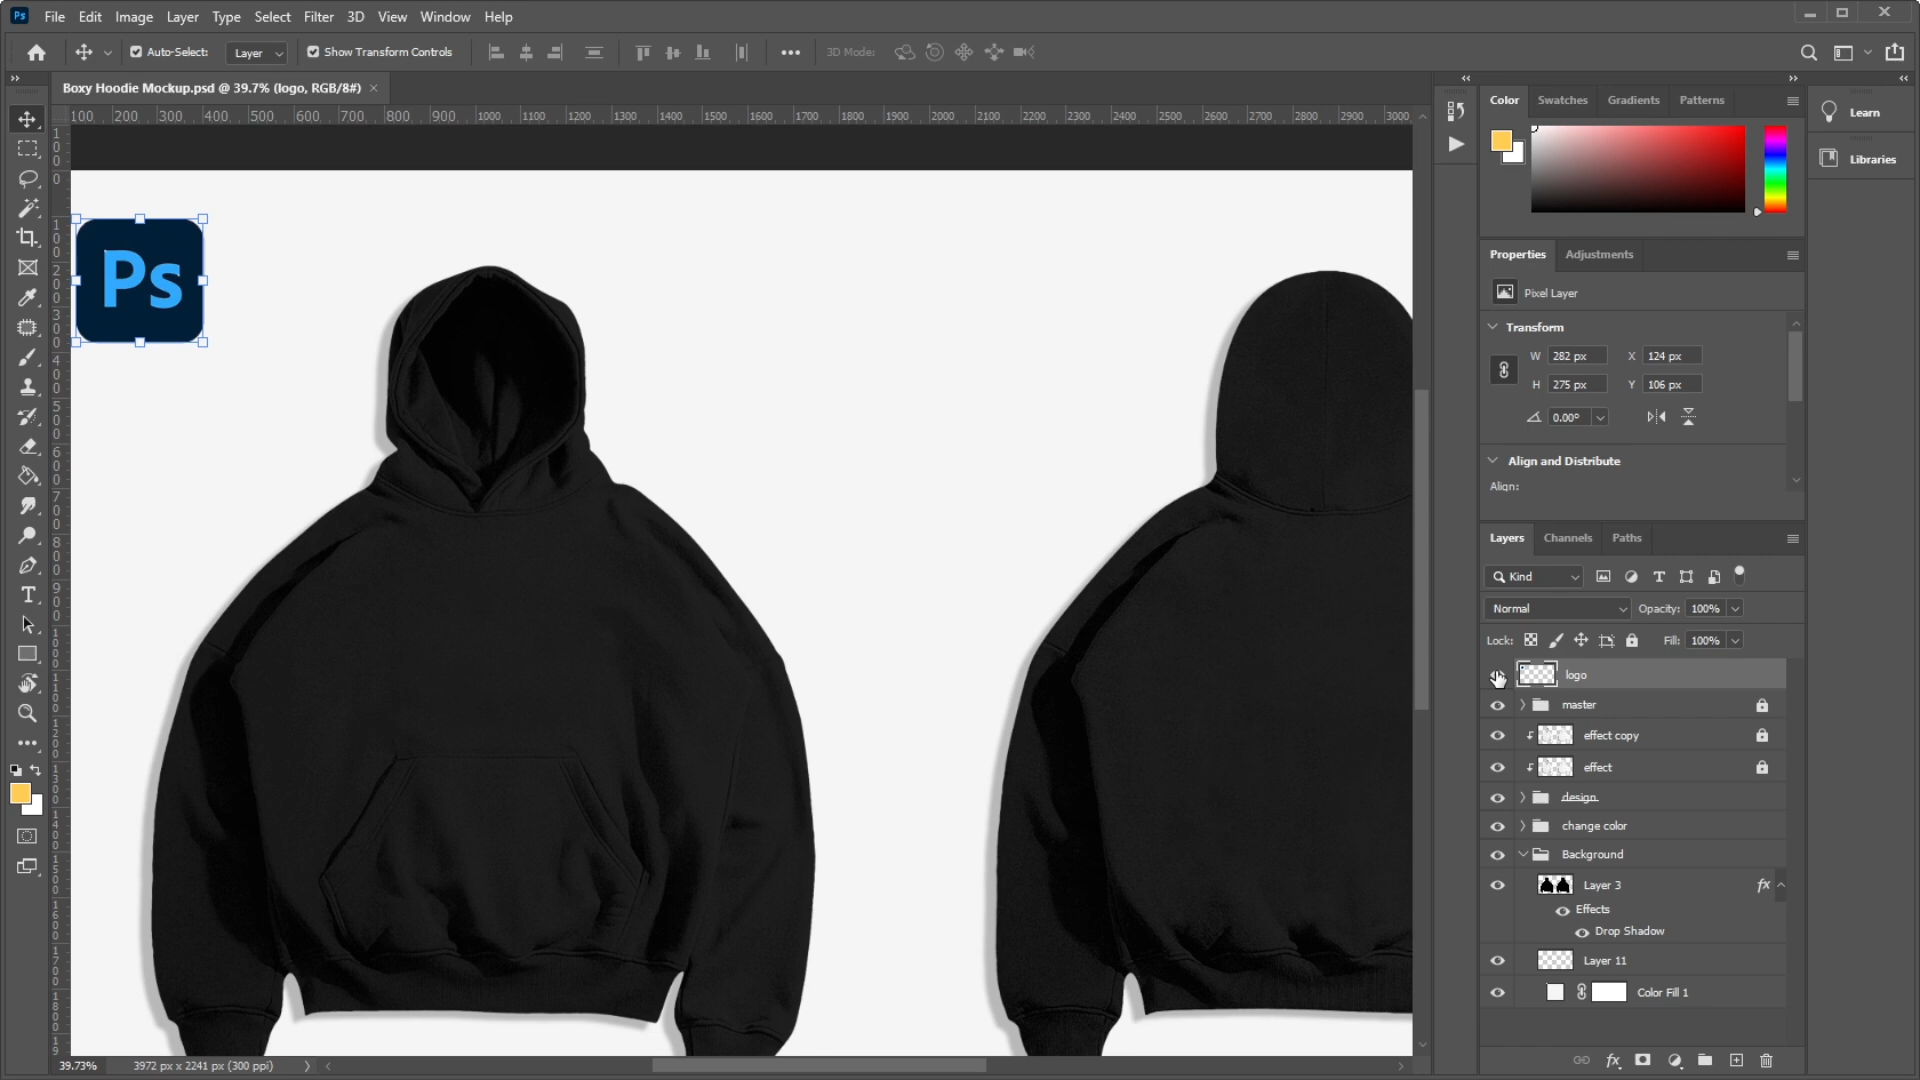 Ps File Edit Image Layer Type Select Filter 3D View Window Help
Auto-Select: Layer Show Transform Controls 3D Mode:
Boxy Hoodie Mockup.psd @ 39.7% (logo, RGB/8#)
100 200 300 400 500 600 700 800 900 1000 1100 1200 1300 1400 1500 1600 1700 1800 1900 2000 2100 2200 2300 2400 2500 2600 2700 2800 2900 3000
Ps
Color Swatches Gradients Patterns
Learn
Libraries
Properties Adjustments
Pixel Layer
Transform
W 282 px X 124 px
H 275 px Y 106 px
0.00°
Align and Distribute
Align:
Layers Channels Paths
Kind
Normal Opacity: 100%
Lock: Fill: 100%
logo
master
effect copy
effect
design
change color
Background
Layer 3 fx
Effects
Drop Shadow
Layer 11
Color Fill 1
fx
39.73% 3972 px x 2241 px (300 ppi)